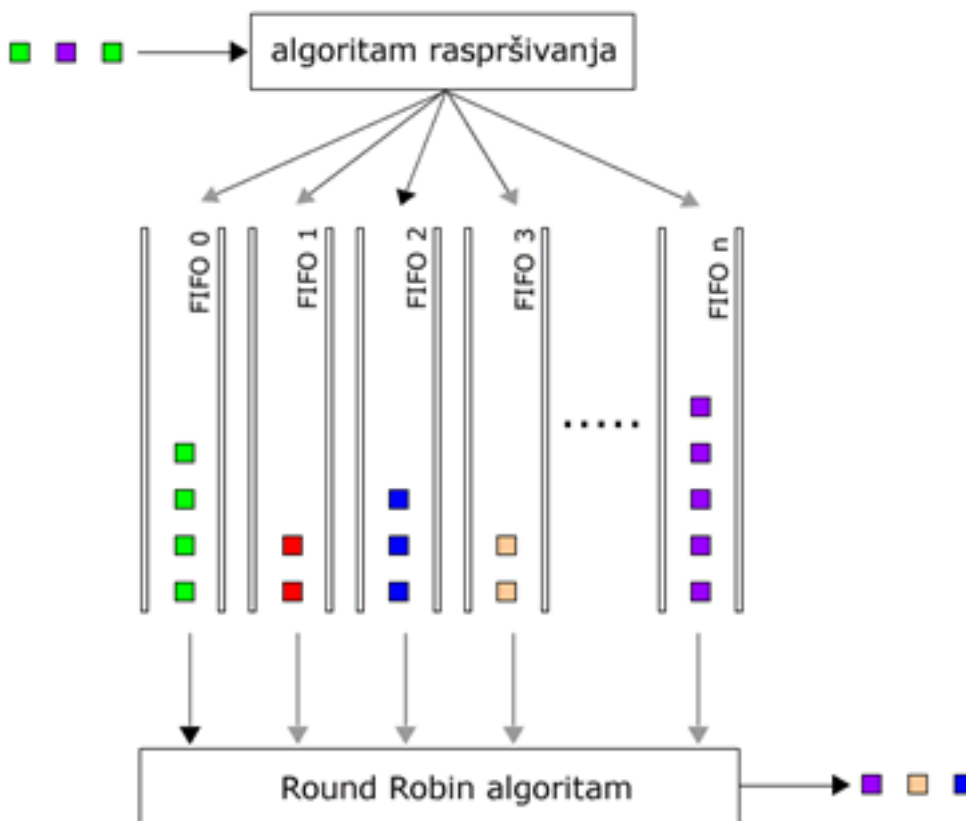 algoritam raspršivanja
FIFO 0
FIFO 1
FIFO 2
FIFO 3
FIFO n
Round Robin algoritam